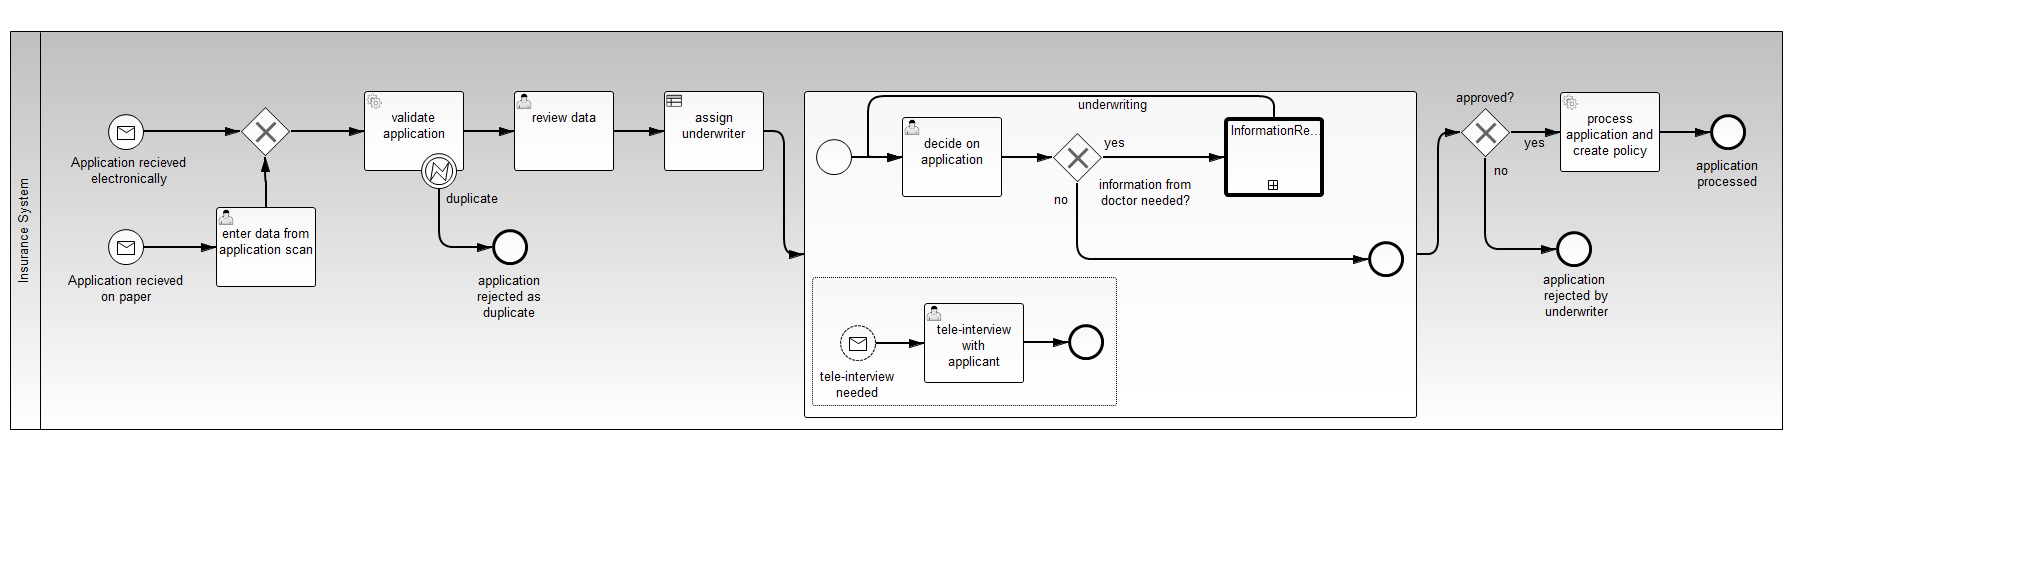 Insurance System
Application recieved
electronically
Application recieved
on paper
enter data from
application scan
validate
application
duplicate
application
rejected as
duplicate
review data
assign
underwriter
underwriting
decide on
application
yes
information from
doctor needed?
no
InformationRe...
tele-interview
needed
tele-interview
with
applicant
approved?
yes
no
process
application and
create policy
application
processed
application
rejected by
underwriter